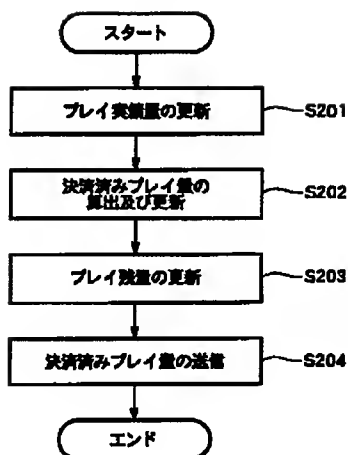 スタート
プレイ実績量の更新
S201
決済済みプレイ量の
算出及び更新
S202
プレイ残量の更新
S203
決済済みプレイ量の送信
S204
エンド